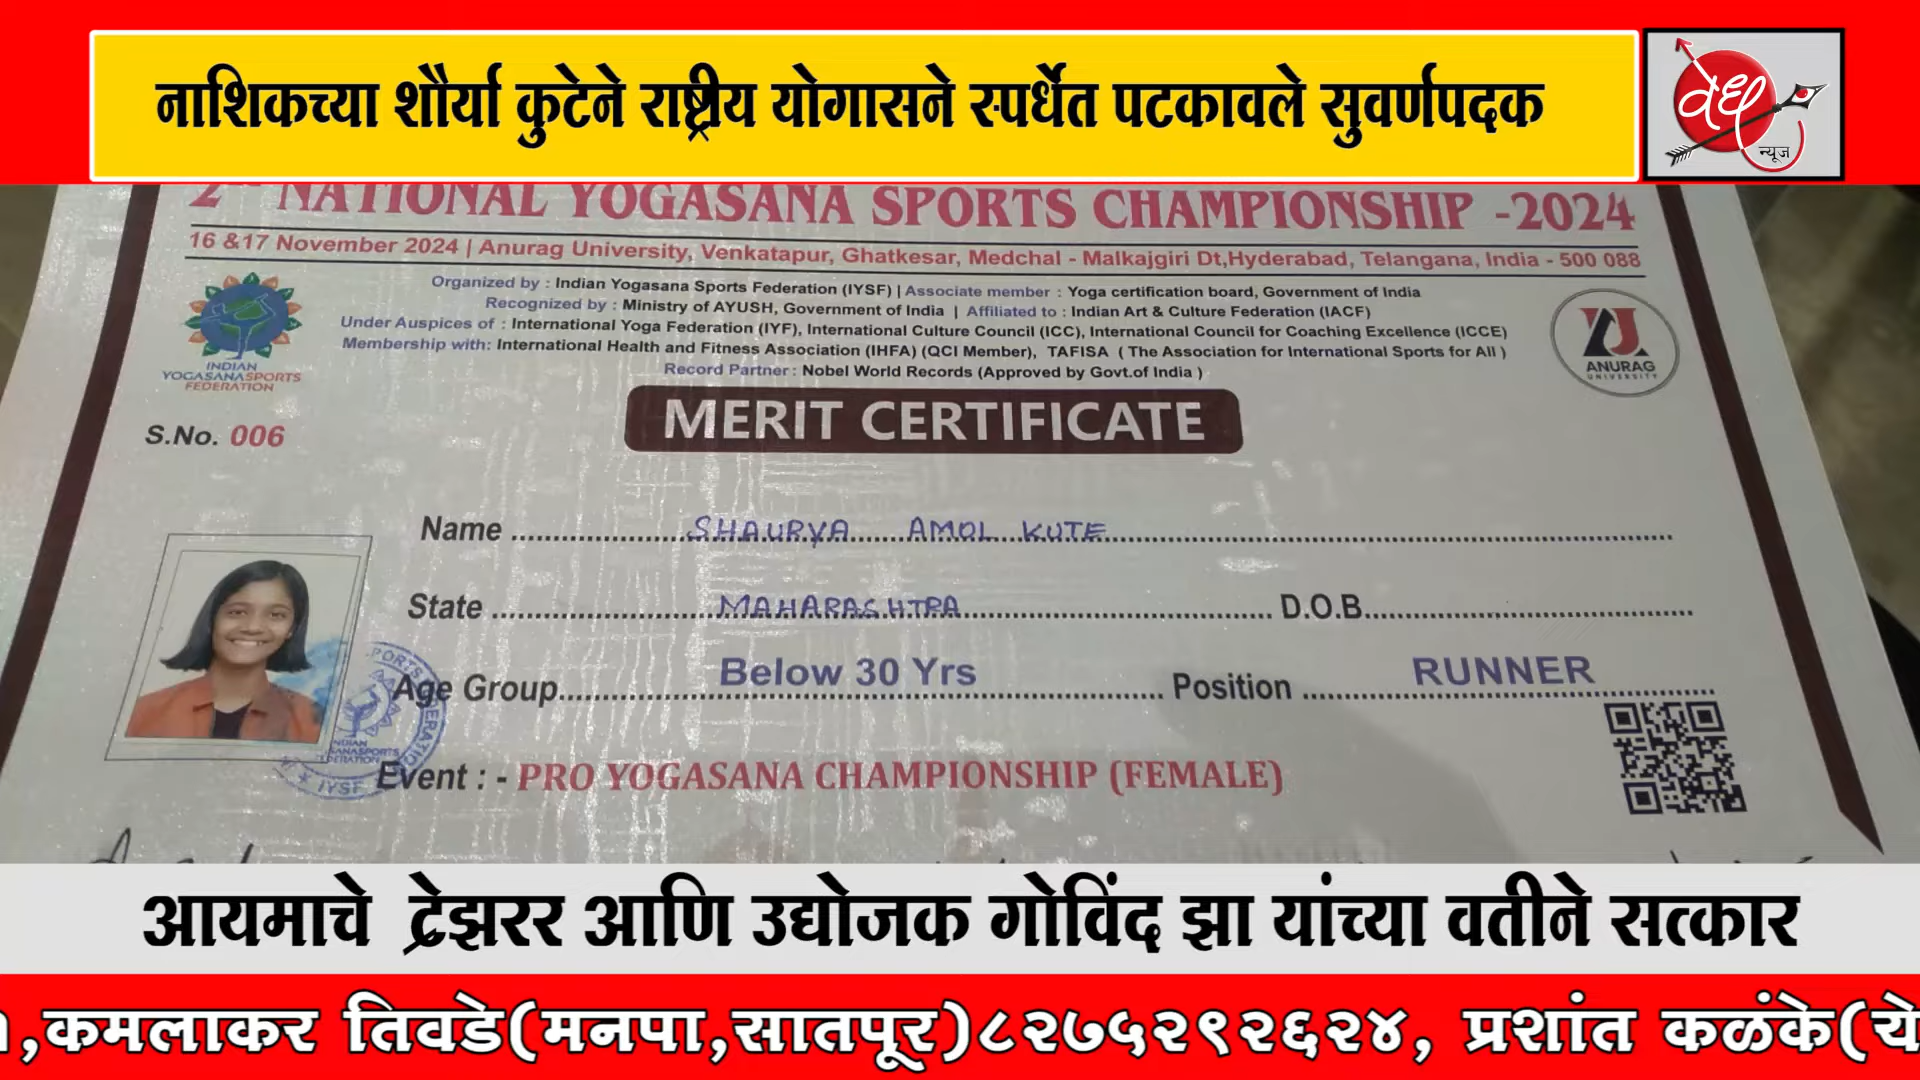 नाशिकच्या शौर्या कुटेने राष्ट्रीय योगासने स्पर्धेत पटकावले सुवर्णपदक
del
न्यूज
2nd NATIONAL YOGASANA SPORTS CHAMPIONSHIP -2024
16 &17 November 2024 | Anurag University, Venkatapur, Ghatkesar, Medchal - Malkajgiri Dt,Hyderabad, Telangana, India - 500 088
Organized by : Indian Yogasana Sports Federation (IYSF) | Associate member : Yoga certification board, Government of India
Recognized by : Ministry of AYUSH, Government of India | Affiliated to : Indian Art & Culture Federation (IACF)
Under Auspices of : International Yoga Federation (IYF), International Culture Council (ICC), International Council for Coaching Excellence (ICCE)
Membership with: International Health and Fitness Association (IHFA) (QCI Member), TAFISA ( The Association for International Sports for All )
Record Partner : Nobel World Records (Approved by Govt.of India )
INDIAN
YOGASANASPORTS
FEDERATION
ANURAG
UNIVERSITY
MERIT CERTIFICATE
S.No. 006
Name SHAURYA AMOL KUTE
State MAHARASHTRA D.O.B
Age Group Below 30 Yrs Position RUNNER
Event : - PRO YOGASANA CHAMPIONSHIP (FEMALE)
IYSF
आयमाचे ट्रेझरर आणि उद्योजक गोविंद झा यांच्या वतीने सत्कार
,कमलाकर तिवडे(मनपा,सातपूर)८२७५२९२६२४, प्रशांत कळंके(ये